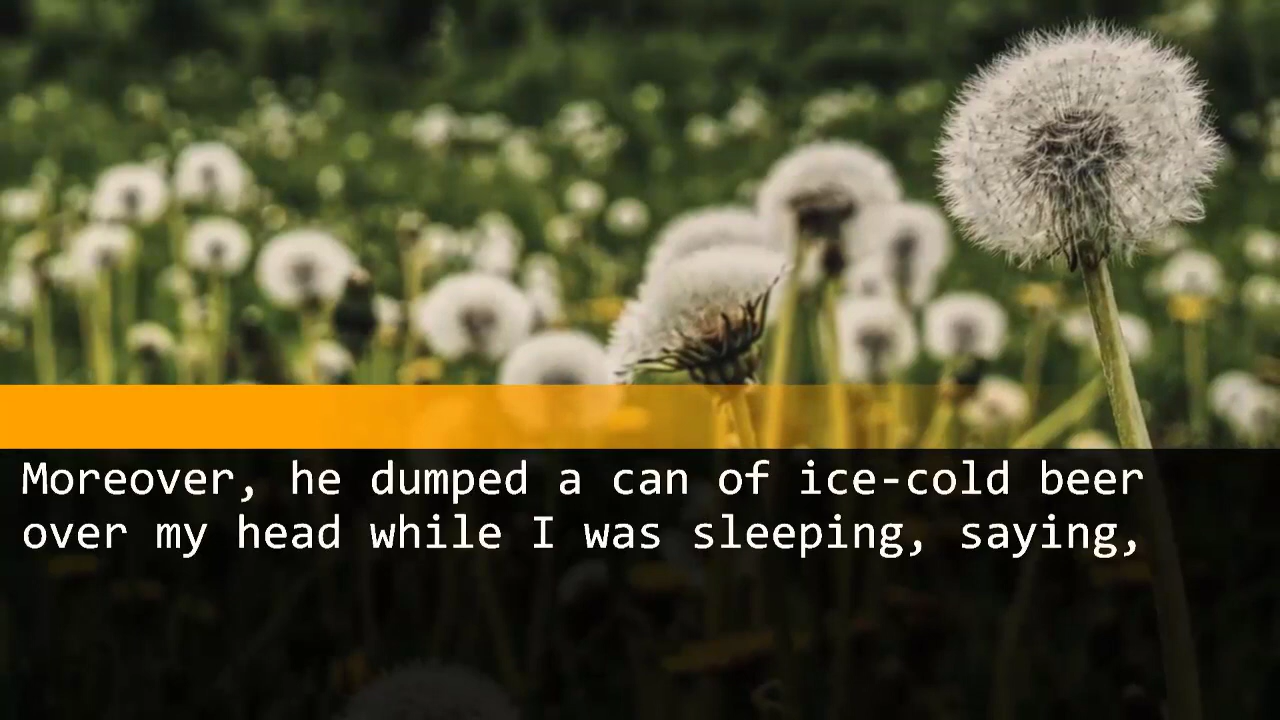 Moreover, he dumped a can of ice-cold beer
over my head while I was sleeping, saying,